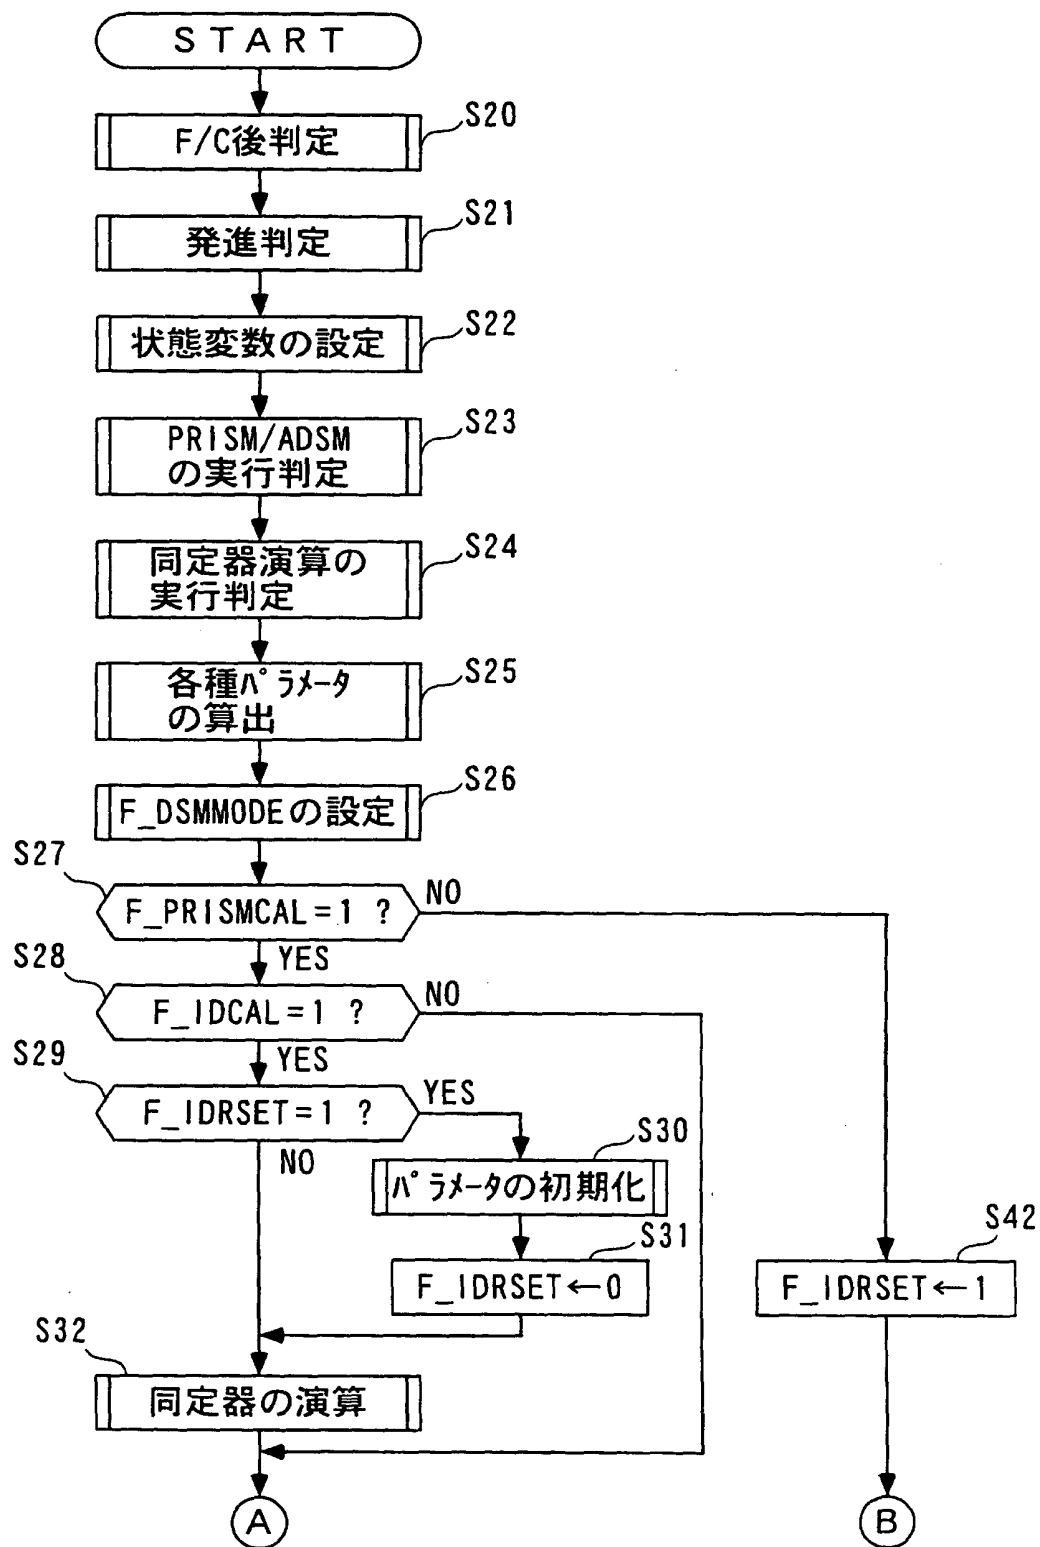 START
S20
F/C後判定
S21
発進判定
S22
状態変数の設定
S23
PRISM/ADSM
の実行判定
S24
同定器演算の
実行判定
S25
各種ﾊﾟﾗﾒｰﾀ
の算出
S26
F_DSMMODEの設定
S27
F_PRISMCAL=1 ?
NO
YES
S28
F_IDCAL=1 ?
NO
YES
S29
F_IDRSET=1 ?
YES
NO
S30
ﾊﾟﾗﾒｰﾀの初期化
S31
F_IDRSET←0
S42
F_IDRSET←1
S32
同定器の演算
A
B